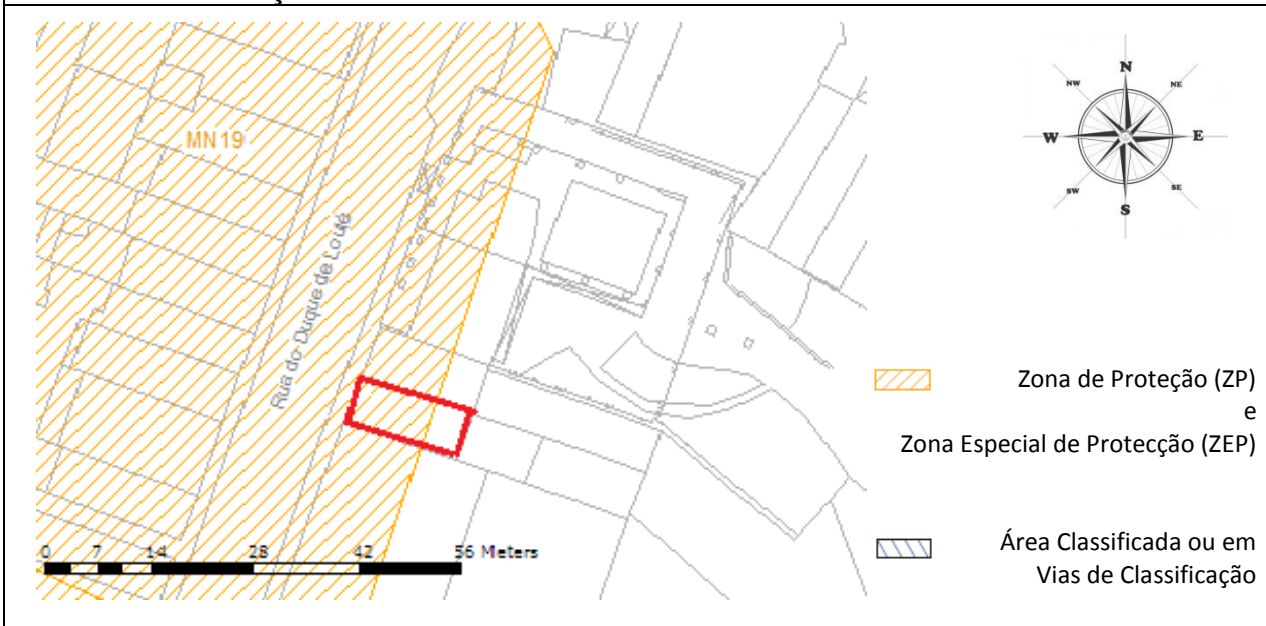 MN 19
Rua do Duque de Loulé
0 7 14 28 42 56 Meters
N
NW NE
W E
SW SE
S
Zona de Proteção (ZP)
e
Zona Especial de Protecção (ZEP)
Área Classificada ou em
Vias de Classificação